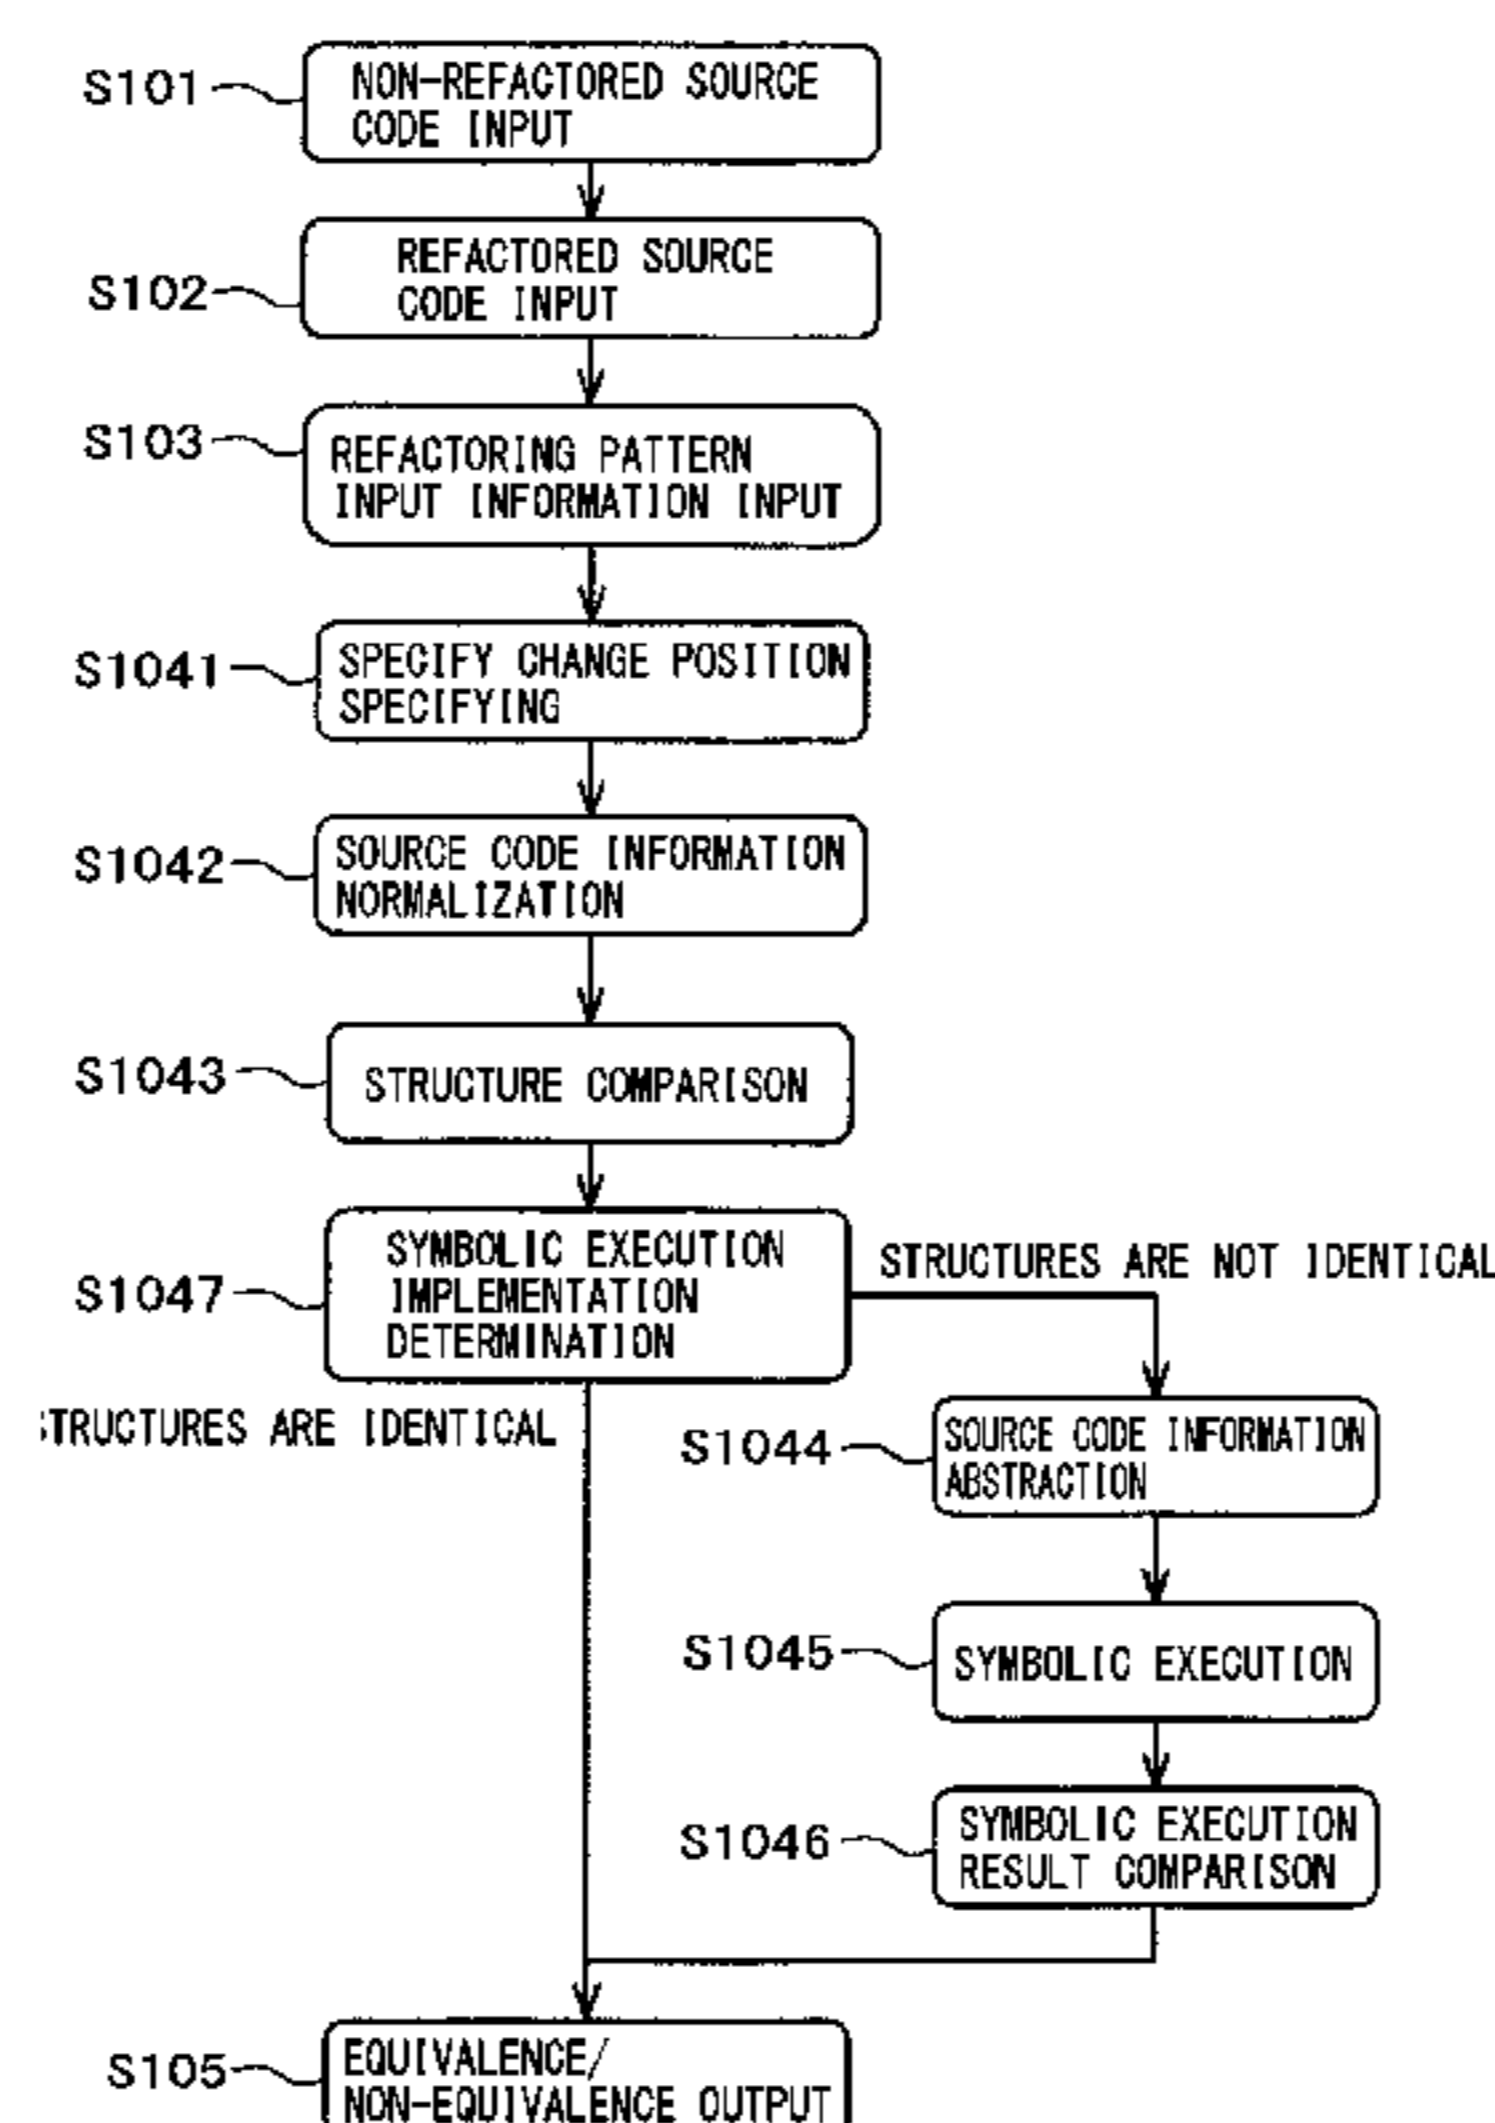 S101
NON-REFACTORED SOURCE
CODE INPUT
S102
REFACTORED SOURCE
CODE INPUT
S103
REFACTORING PATTERN
INPUT INFORMATION INPUT
S1041
SPECIFY CHANGE POSITION
SPECIFYING
S1042
SOURCE CODE INFORMATION
NORMALIZATION
S1043
STRUCTURE COMPARISON
S1047
SYMBOLIC EXECUTION
IMPLEMENTATION
DETERMINATION
STRUCTURES ARE NOT IDENTICAL
STRUCTURES ARE IDENTICAL
S1044
SOURCE CODE INFORMATION
ABSTRACTION
S1045
SYMBOLIC EXECUTION
S1046
SYMBOLIC EXECUTION
RESULT COMPARISON
S105
EQUIVALENCE/
NON-EQUIVALENCE OUTPUT